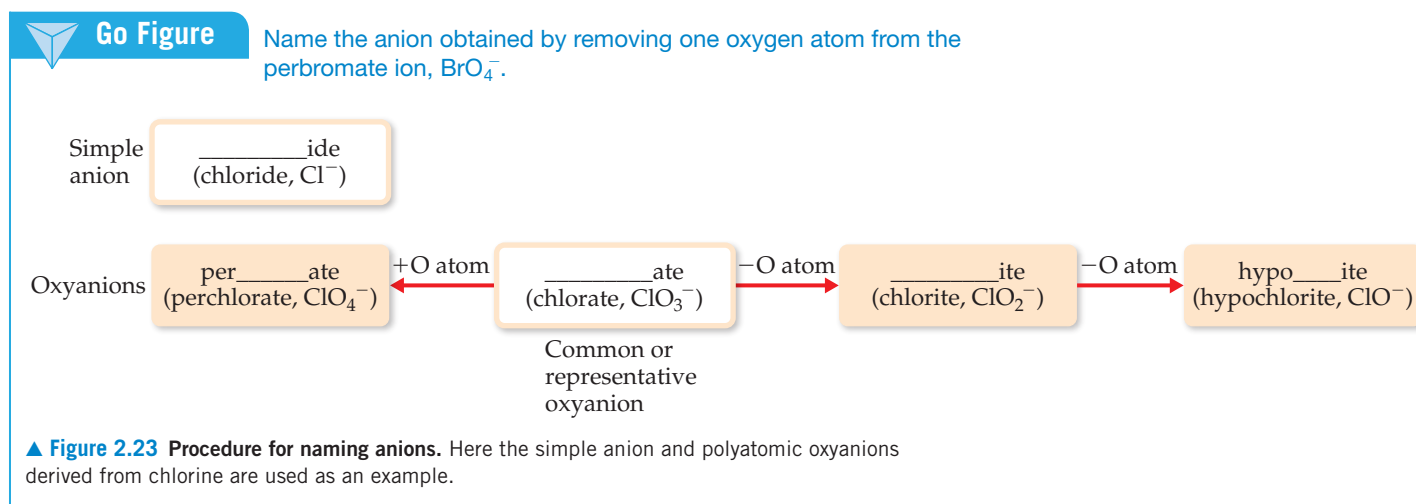 Go Figure
Name the anion obtained by removing one oxygen atom from the
perbromate ion, BrO₄⁻.
Simple
anion
_________ide
(chloride, Cl⁻)
Oxyanions
per______ate
(perchlorate, ClO₄⁻)
+O atom
_________ate
(chlorate, ClO₃⁻)
−O atom
_________ite
(chlorite, ClO₂⁻)
−O atom
hypo____ite
(hypochlorite, ClO⁻)
Common or
representative
oxyanion
▲ Figure 2.23 Procedure for naming anions. Here the simple anion and polyatomic oxyanions
derived from chlorine are used as an example.